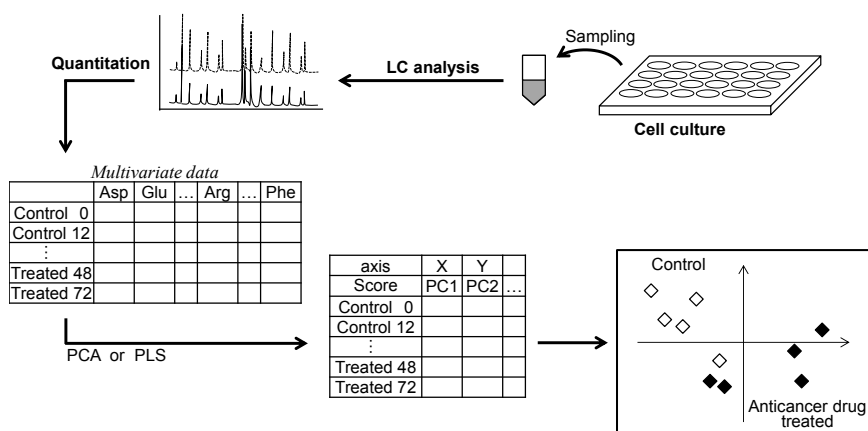 Sampling
Cell culture
LC analysis
Quantitation
Multivariate data
Asp Glu … Arg … Phe
Control 0
Control 12
⋮
Treated 48
Treated 72
PCA or PLS
axis X Y
Score PC1 PC2 …
Control 0
Control 12
⋮
Treated 48
Treated 72
Control
Anticancer drug
treated